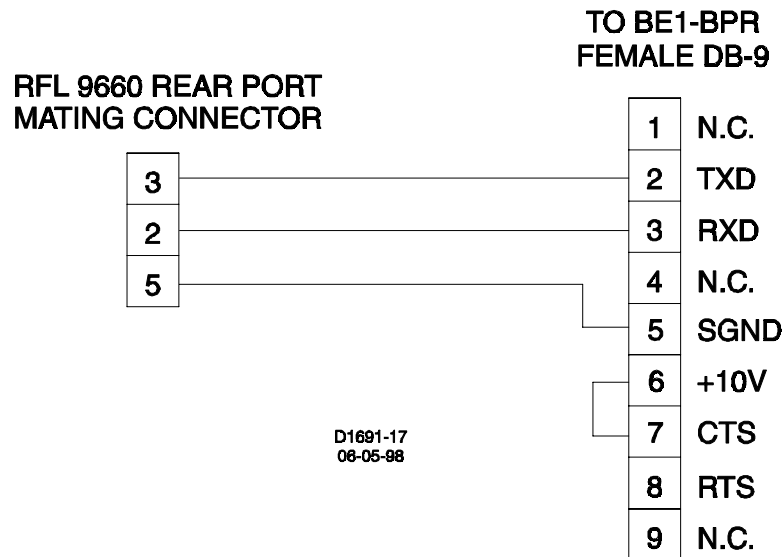 TO BE1-BPR
FEMALE DB-9
RFL 9660 REAR PORT
MATING CONNECTOR
1 N.C.
3 2 TXD
2 3 RXD
5 4 N.C.
5 SGND
6 +10V
7 CTS
8 RTS
9 N.C.
D1691-17
06-05-98